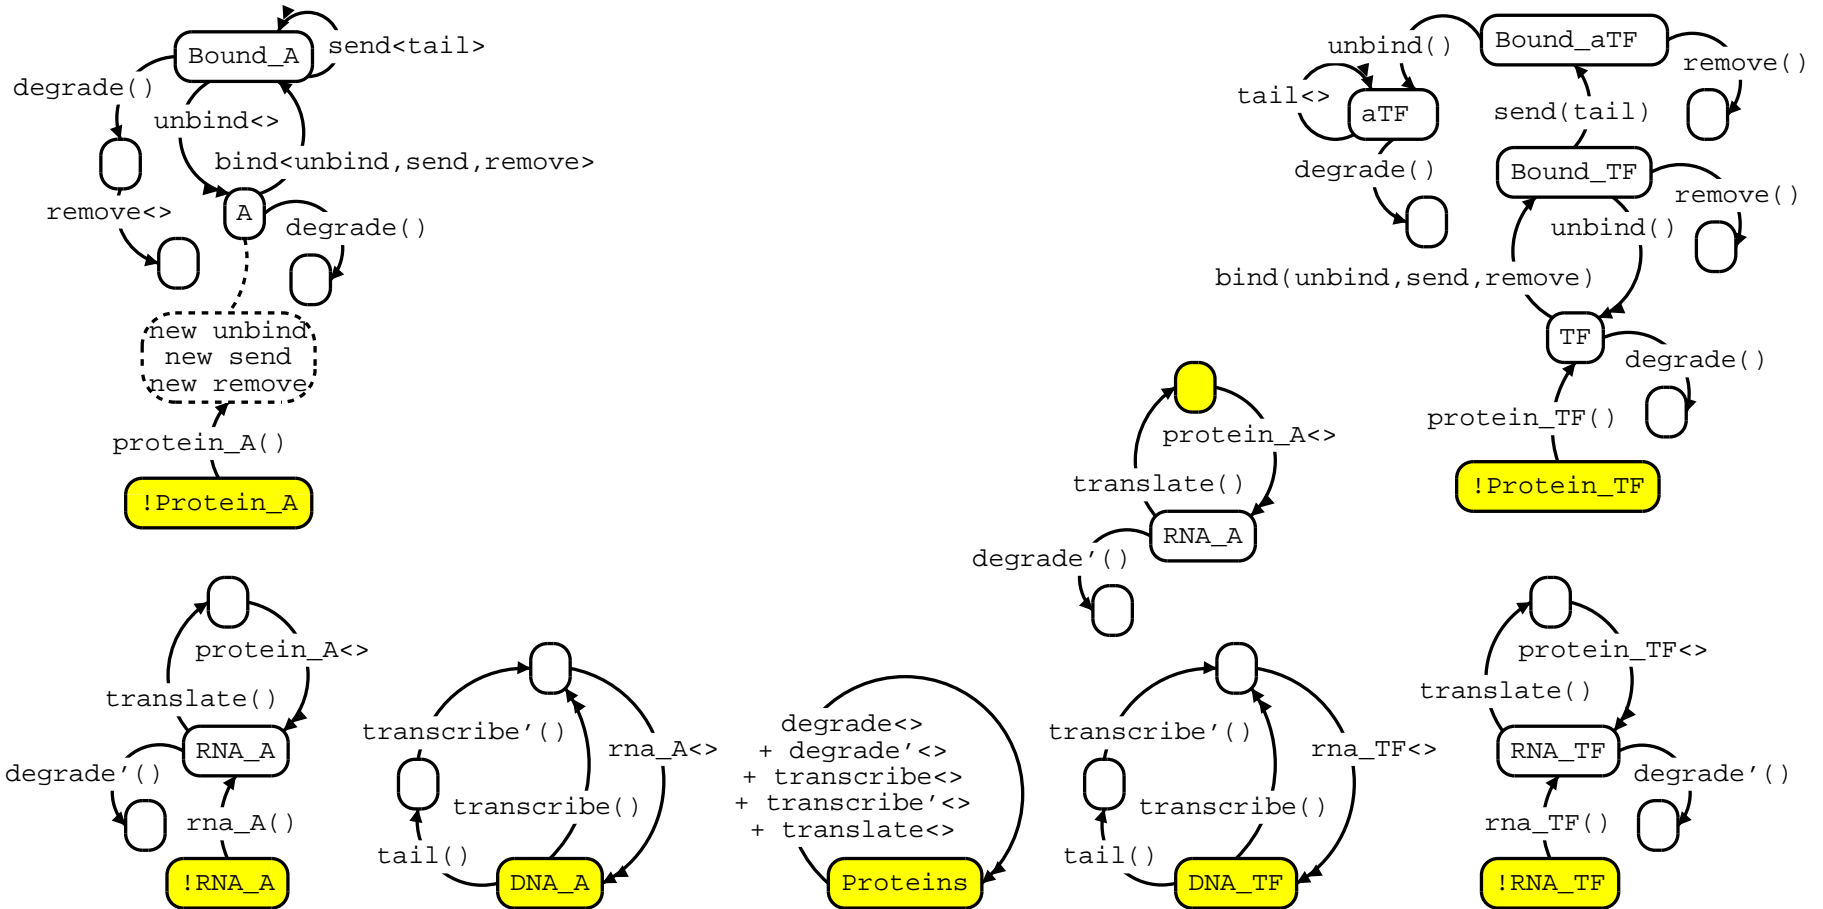 Bound_A
send<tail>
degrade()
unbind<>
bind<unbind,send,remove>
A
remove<>
degrade()
new unbind
new send
new remove
protein_A()
!Protein_A
Bound_aTF
unbind()
remove()
tail<>
aTF
send(tail)
degrade()
Bound_TF
remove()
unbind()
bind(unbind,send,remove)
TF
degrade()
protein_TF()
!Protein_TF
protein_A<>
translate()
RNA_A
degrade'()
protein_A<>
translate()
RNA_A
degrade'()
rna_A()
!RNA_A
transcribe'()
rna_A<>
transcribe()
tail()
DNA_A
degrade<>
+ degrade'<>
+ transcribe<>
+ transcribe'<>
+ translate<>
Proteins
transcribe'()
rna_TF<>
transcribe()
tail()
DNA_TF
protein_TF<>
translate()
RNA_TF
degrade'()
rna_TF()
!RNA_TF